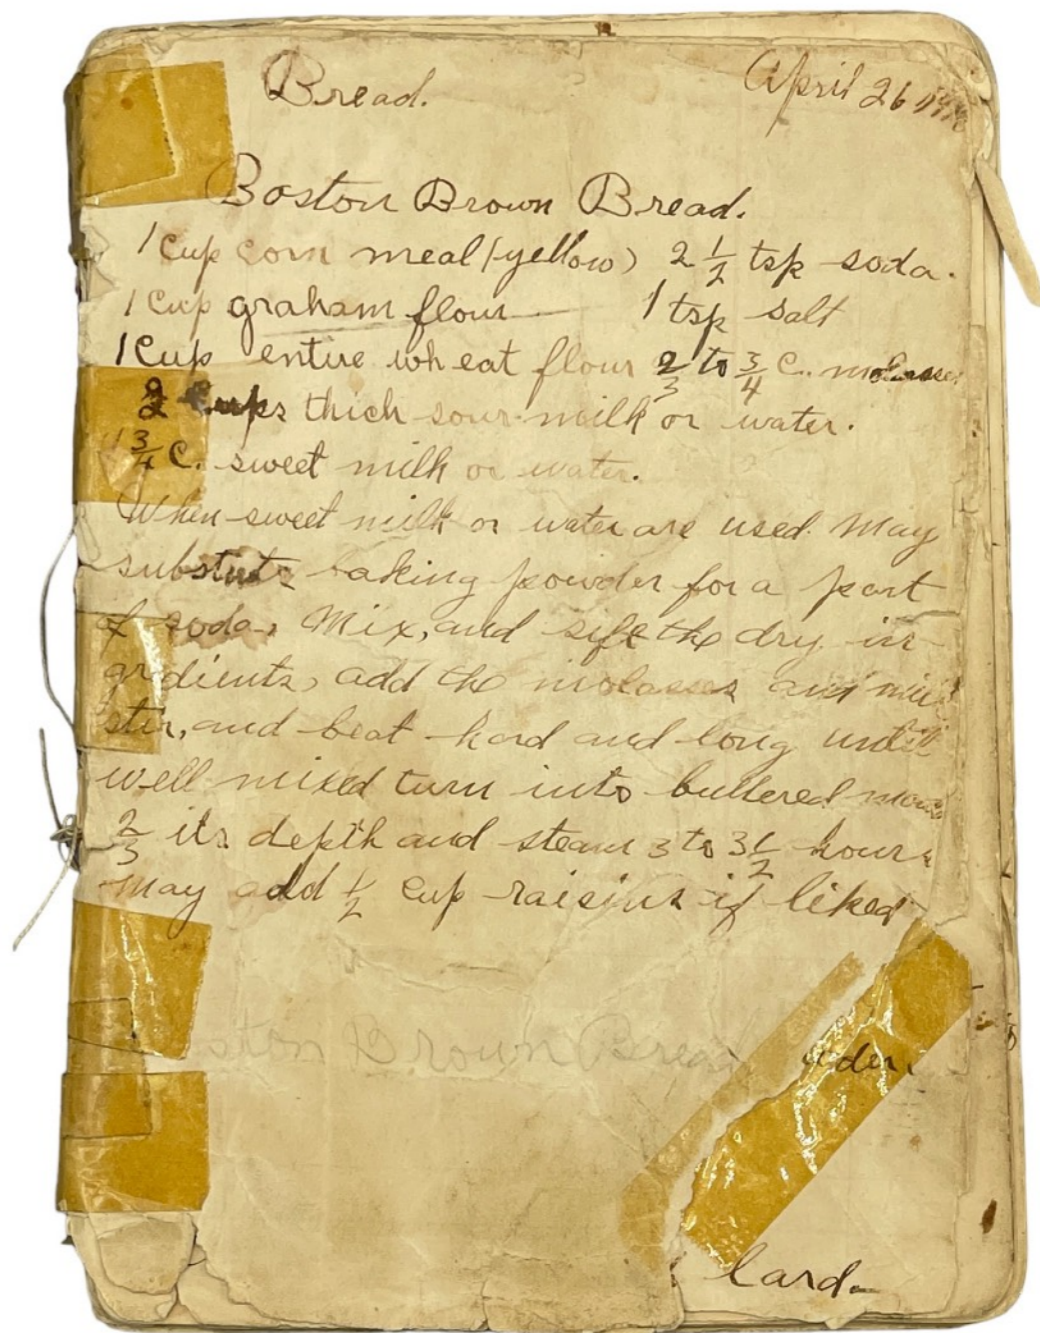 Bread.
April 26
Boston Brown Bread.
1 cup corn meal (yellow) 2 1/2 tsp soda.
1 Cup graham flour 1 tsp salt
1 Cup entire wheat flour 2/3 to 3/4 C. molasses
2 Cups thick sour milk or water.
1 3/4 C. sweet milk or water.
When sweet milk or water are used May
substute baking powder for a part
of soda, Mix, and sift the dry in-
gredients, add the molasses and
stir, and beat hard and long until
well mixed turn into buttered
2/3 its depth and steam 3 to 3 1/2 hours
May add 1/2 cup raisins if liked
ston Brown Bread
lard.